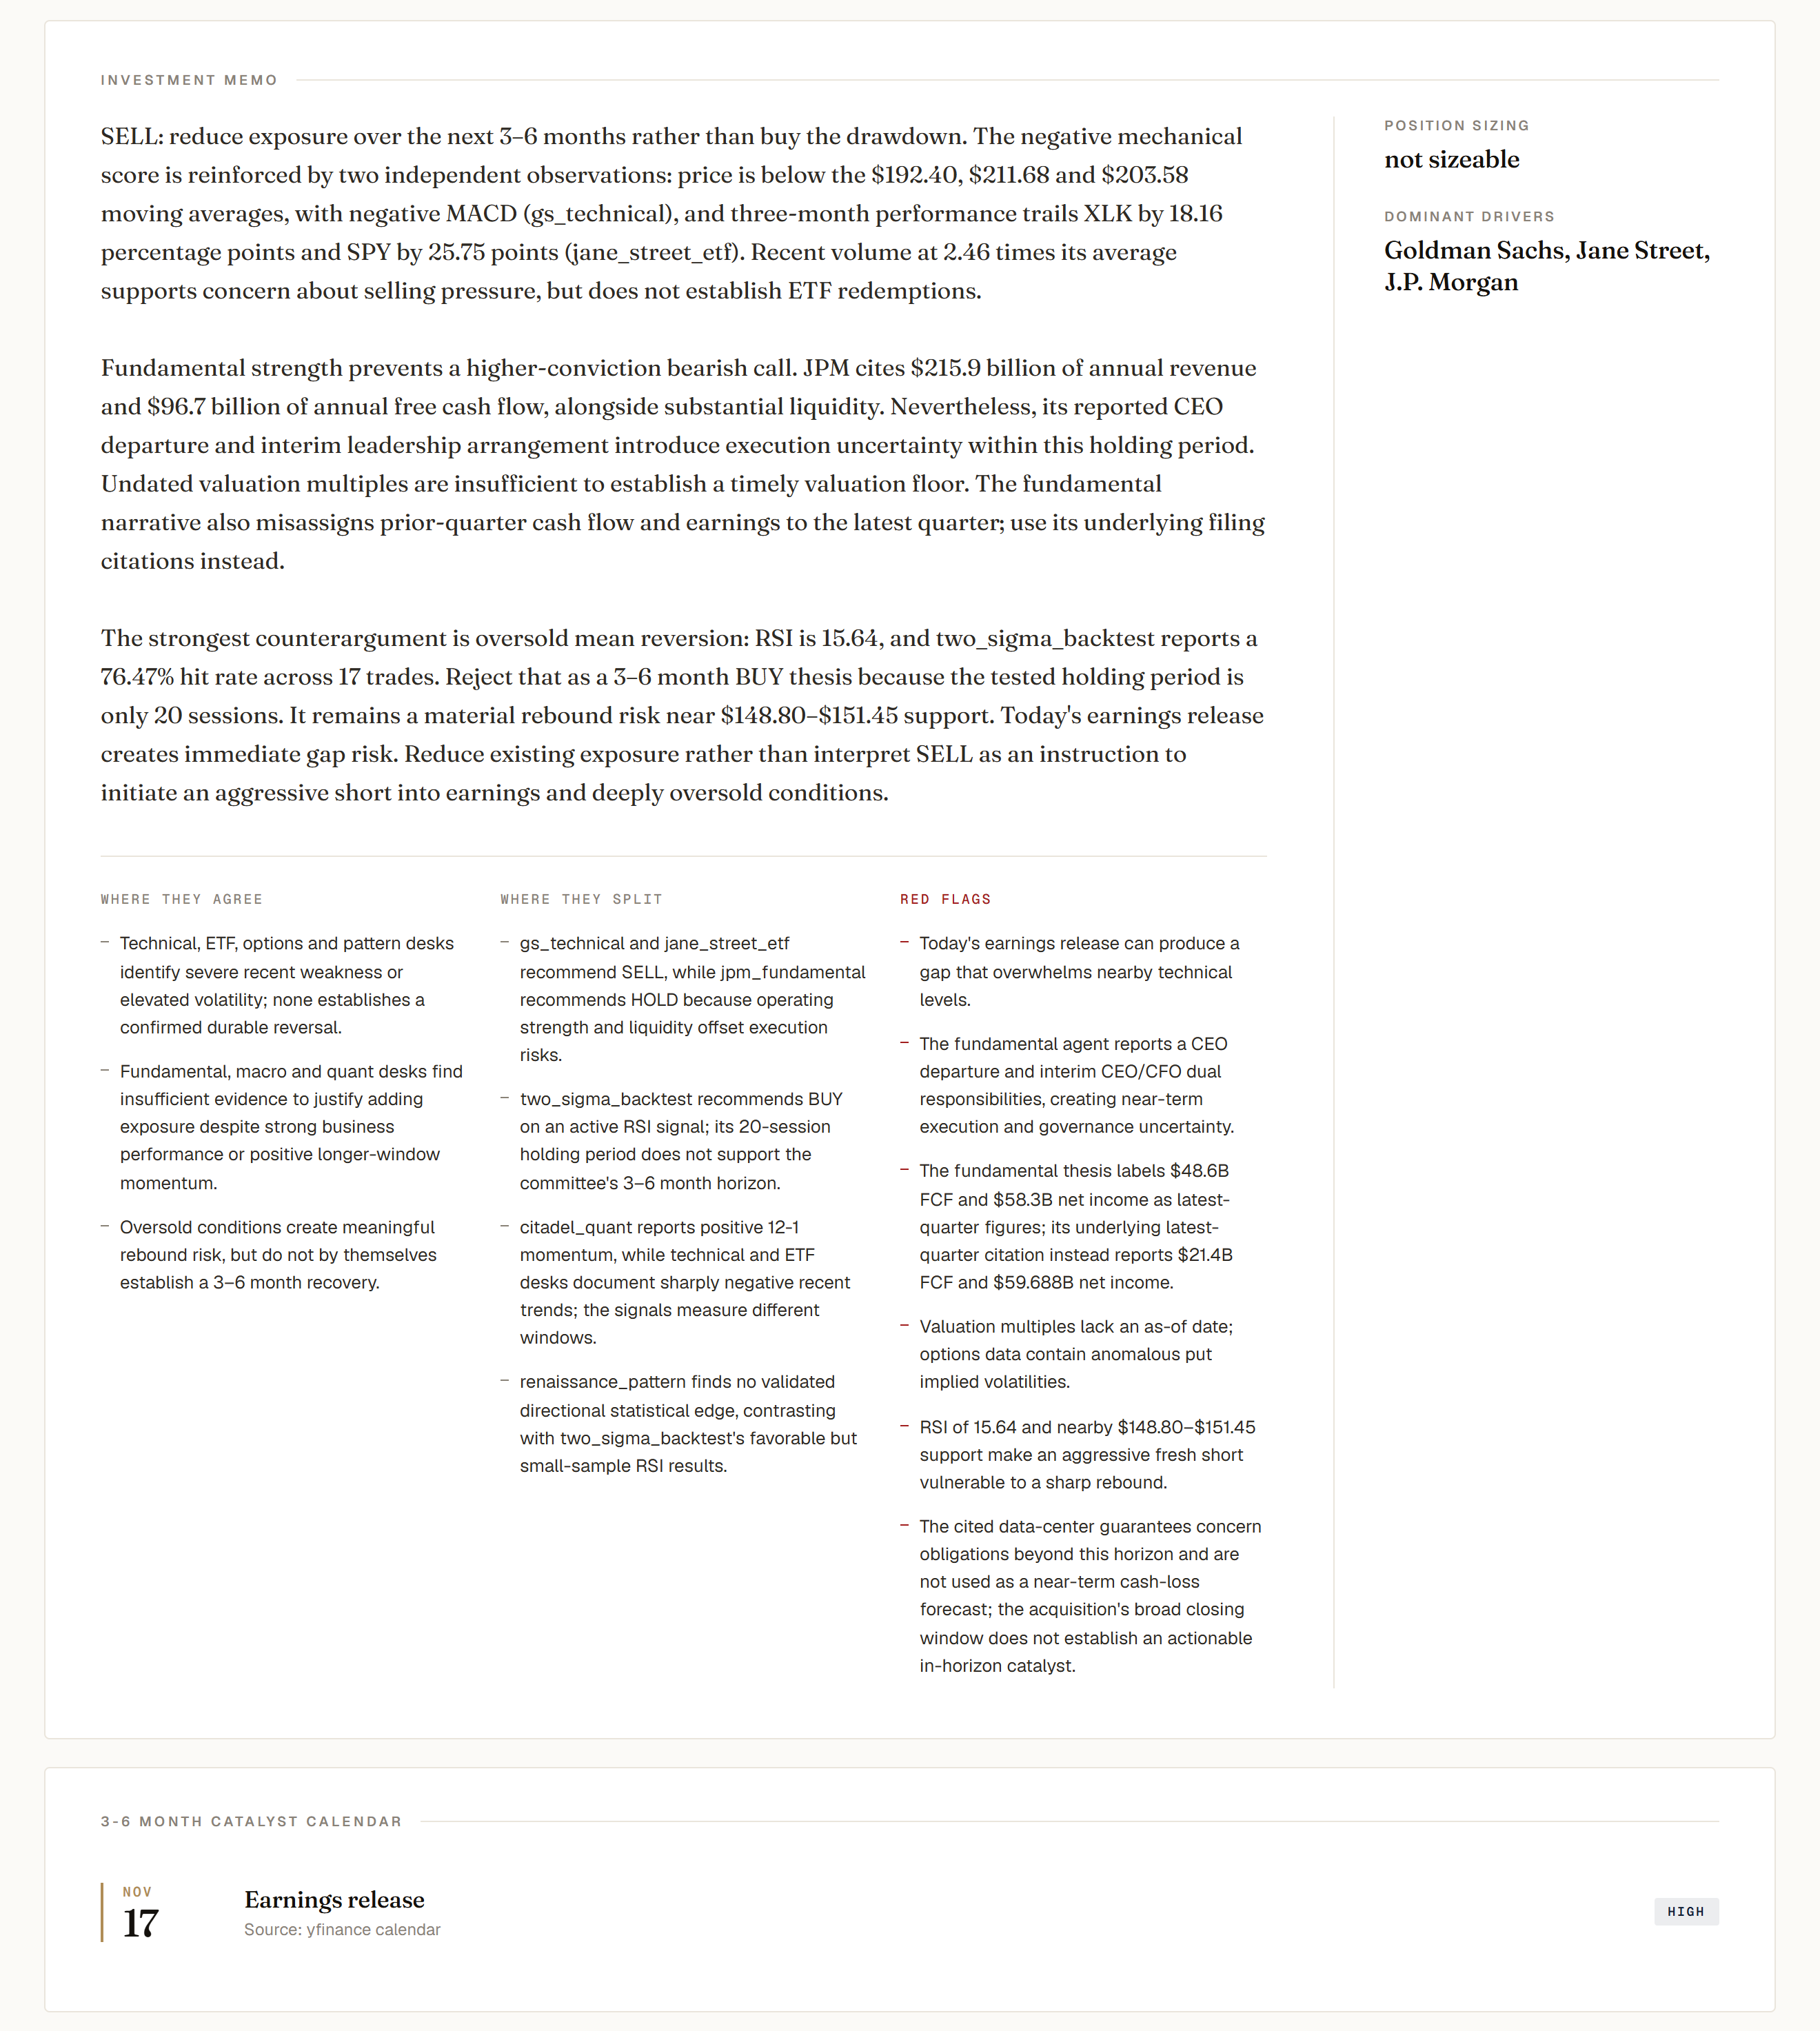 INVESTMENT MEMO
SELL: reduce exposure over the next 3–6 months rather than buy the drawdown. The negative mechanical
score is reinforced by two independent observations: price is below the $192.40, $211.68 and $203.58
moving averages, with negative MACD (gs_technical), and three-month performance trails XLK by 18.16
percentage points and SPY by 25.75 points (jane_street_etf). Recent volume at 2.46 times its average
supports concern about selling pressure, but does not establish ETF redemptions.
Fundamental strength prevents a higher-conviction bearish call. JPM cites $215.9 billion of annual revenue
and $96.7 billion of annual free cash flow, alongside substantial liquidity. Nevertheless, its reported CEO
departure and interim leadership arrangement introduce execution uncertainty within this holding period.
Undated valuation multiples are insufficient to establish a timely valuation floor. The fundamental
narrative also misassigns prior-quarter cash flow and earnings to the latest quarter; use its underlying filing
citations instead.
The strongest counterargument is oversold mean reversion: RSI is 15.64, and two_sigma_backtest reports a
76.47% hit rate across 17 trades. Reject that as a 3–6 month BUY thesis because the tested holding period is
only 20 sessions. It remains a material rebound risk near $148.80–$151.45 support. Today's earnings release
creates immediate gap risk. Reduce existing exposure rather than interpret SELL as an instruction to
initiate an aggressive short into earnings and deeply oversold conditions.
POSITION SIZING
not sizeable
DOMINANT DRIVERS
Goldman Sachs, Jane Street,
J.P. Morgan
WHERE THEY AGREE
– Technical, ETF, options and pattern desks
identify severe recent weakness or
elevated volatility; none establishes a
confirmed durable reversal.
– Fundamental, macro and quant desks find
insufficient evidence to justify adding
exposure despite strong business
performance or positive longer-window
momentum.
– Oversold conditions create meaningful
rebound risk, but do not by themselves
establish a 3–6 month recovery.
WHERE THEY SPLIT
– gs_technical and jane_street_etf
recommend SELL, while jpm_fundamental
recommends HOLD because operating
strength and liquidity offset execution
risks.
– two_sigma_backtest recommends BUY
on an active RSI signal; its 20-session
holding period does not support the
committee's 3–6 month horizon.
– citadel_quant reports positive 12-1
momentum, while technical and ETF
desks document sharply negative recent
trends; the signals measure different
windows.
– renaissance_pattern finds no validated
directional statistical edge, contrasting
with two_sigma_backtest's favorable but
small-sample RSI results.
RED FLAGS
– Today's earnings release can produce a
gap that overwhelms nearby technical
levels.
– The fundamental agent reports a CEO
departure and interim CEO/CFO dual
responsibilities, creating near-term
execution and governance uncertainty.
– The fundamental thesis labels $48.6B
FCF and $58.3B net income as latest-
quarter figures; its underlying latest-
quarter citation instead reports $21.4B
FCF and $59.688B net income.
– Valuation multiples lack an as-of date;
options data contain anomalous put
implied volatilities.
– RSI of 15.64 and nearby $148.80–$151.45
support make an aggressive fresh short
vulnerable to a sharp rebound.
– The cited data-center guarantees concern
obligations beyond this horizon and are
not used as a near-term cash-loss
forecast; the acquisition's broad closing
window does not establish an actionable
in-horizon catalyst.
3-6 MONTH CATALYST CALENDAR
NOV
17
Earnings release
Source: yfinance calendar
HIGH